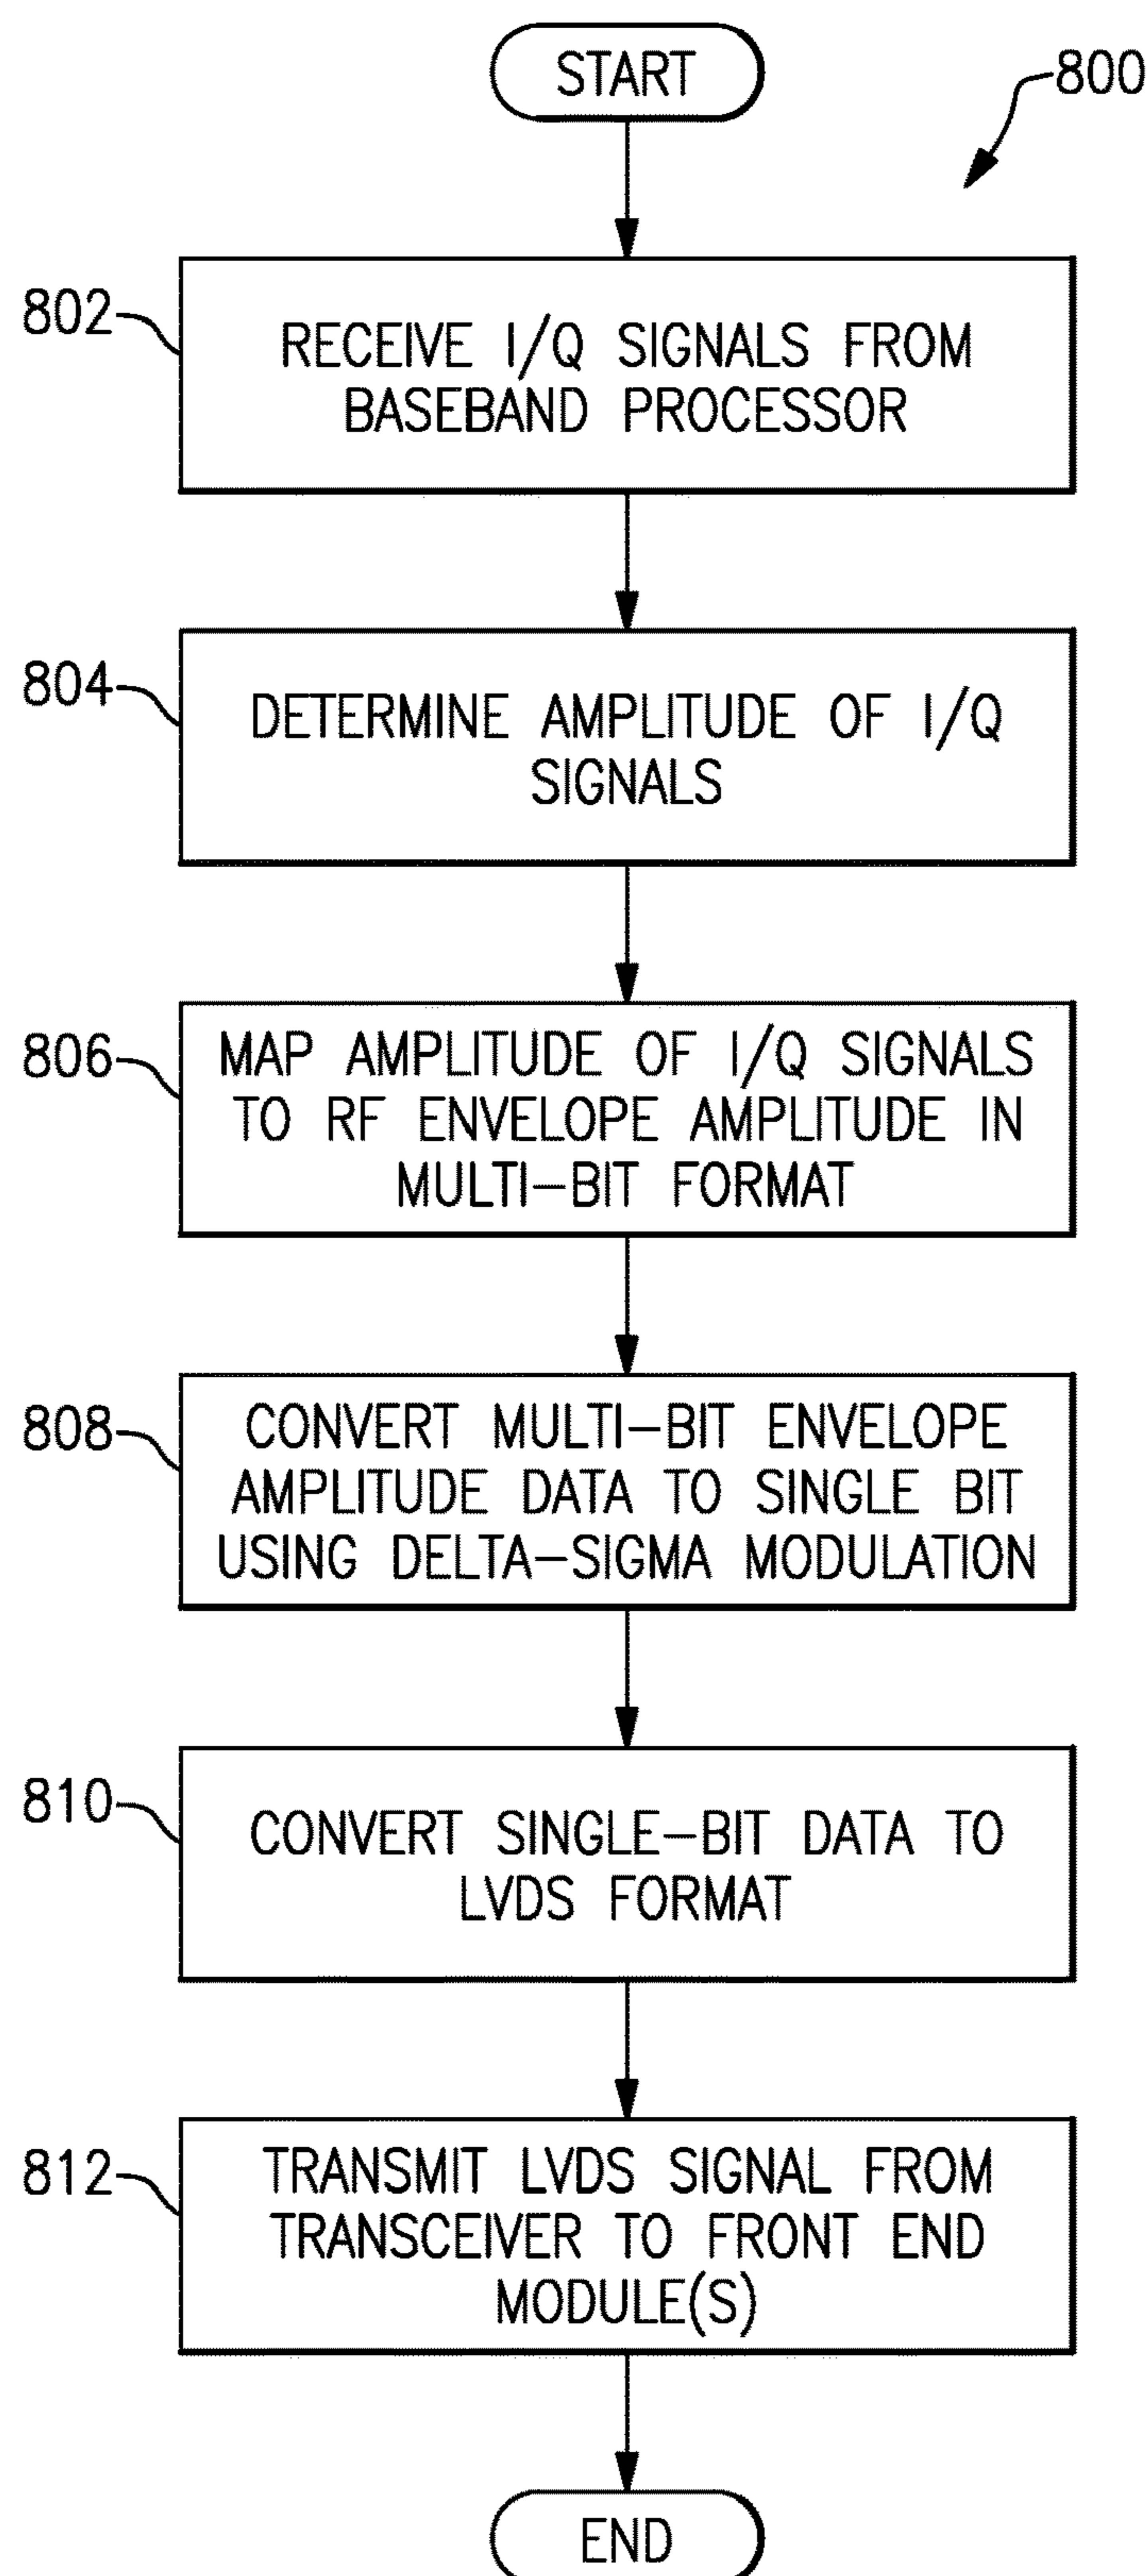 START
800
802
RECEIVE I/Q SIGNALS FROM
BASEBAND PROCESSOR
804
DETERMINE AMPLITUDE OF I/Q
SIGNALS
806
MAP AMPLITUDE OF I/Q SIGNALS
TO RF ENVELOPE AMPLITUDE IN
MULTI-BIT FORMAT
808
CONVERT MULTI-BIT ENVELOPE
AMPLITUDE DATA TO SINGLE BIT
USING DELTA-SIGMA MODULATION
810
CONVERT SINGLE-BIT DATA TO
LVDS FORMAT
812
TRANSMIT LVDS SIGNAL FROM
TRANSCEIVER TO FRONT END
MODULE(S)
END